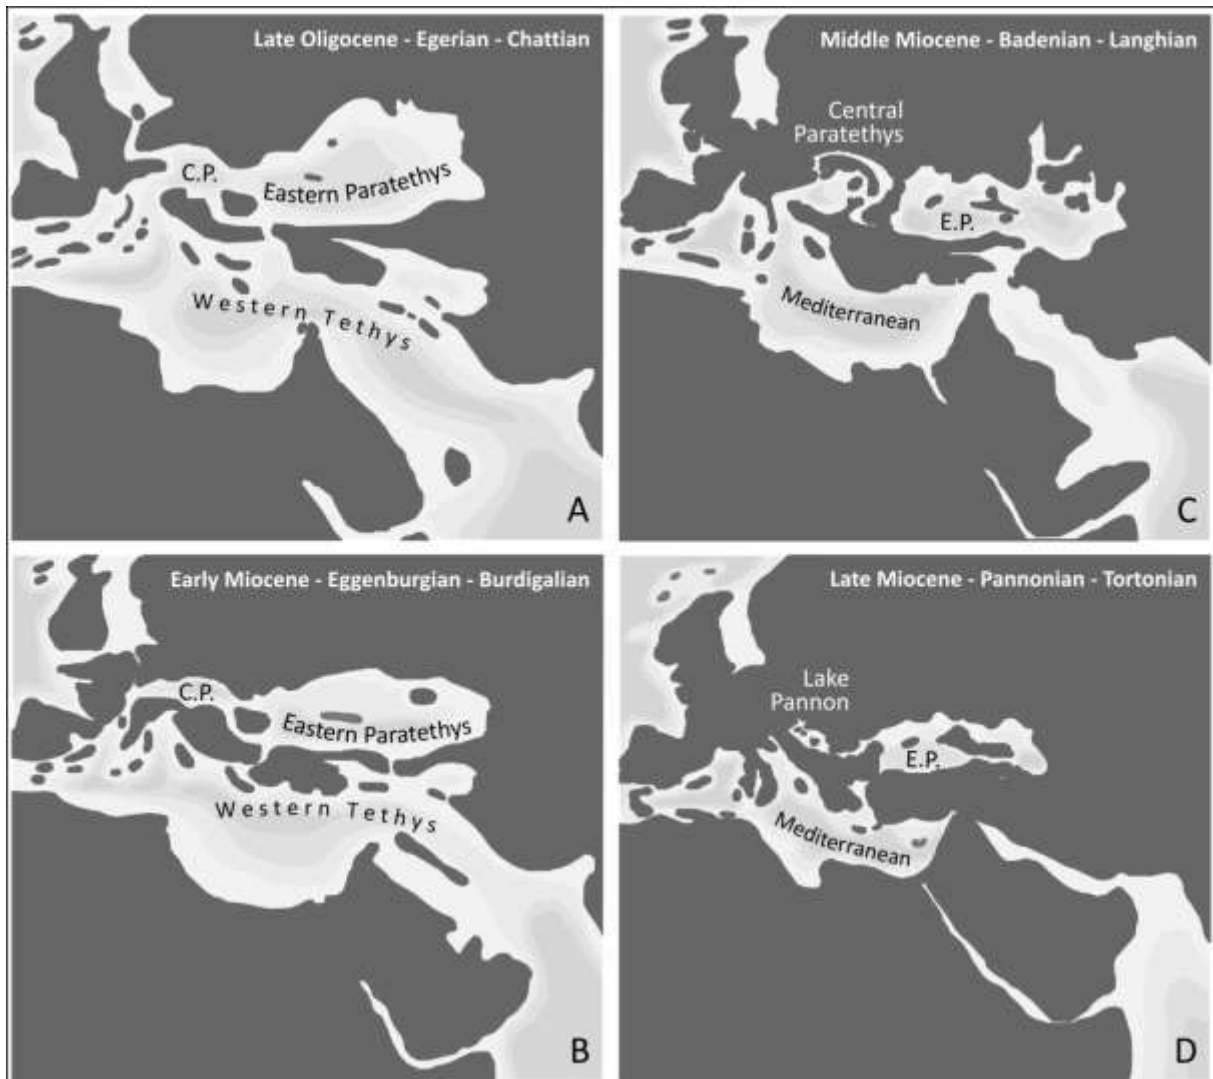 Late Oligocene - Egerian - Chattian
C.P.
Eastern Paratethys
Western Tethys
A
Early Miocene - Eggenburgian - Burdigalian
C.P.
Eastern Paratethys
Western Tethys
B
Middle Miocene - Badenian - Langhian
Central
Paratethys
E.P.
Mediterranean
C
Late Miocene - Pannonian - Tortonian
Lake
Pannon
E.P.
Mediterranean
D